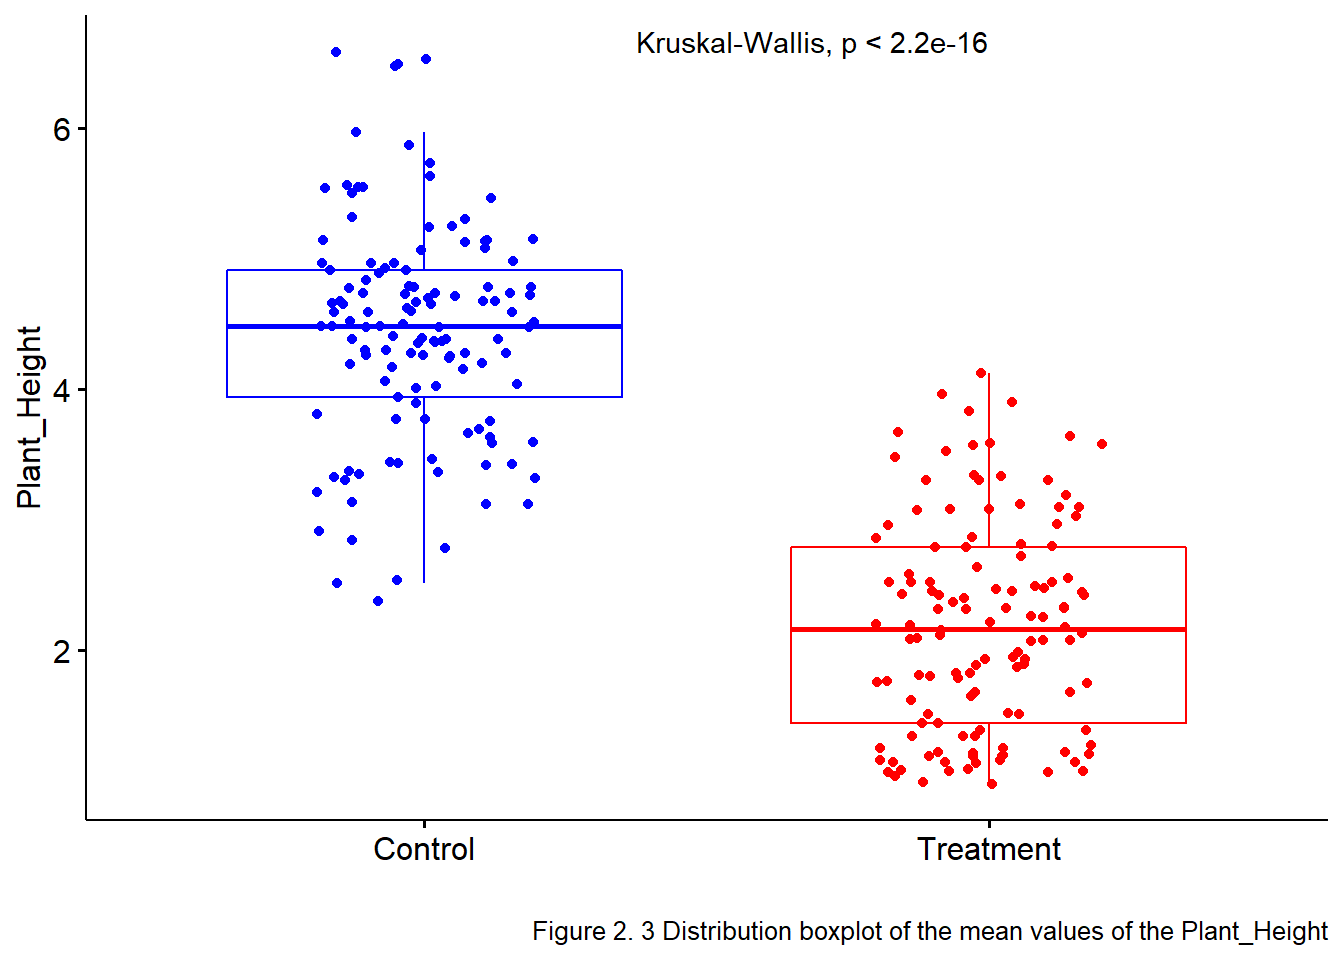 Kruskal-Wallis, p < 2.2e-16
Plant_Height
6
4
2
Control
Treatment
Figure 2. 3 Distribution boxplot of the mean values of the Plant_Height